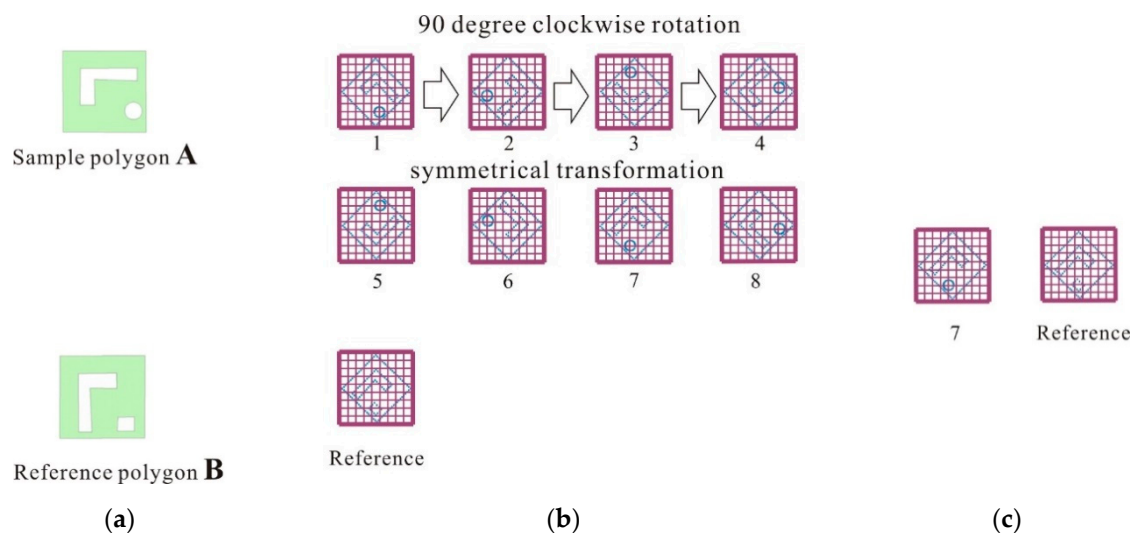 90 degree clockwise rotation
1 2 3 4
Sample polygon A
symmetrical transformation
5 6 7 8
7 Reference
Reference
Reference polygon B
(a) (b) (c)